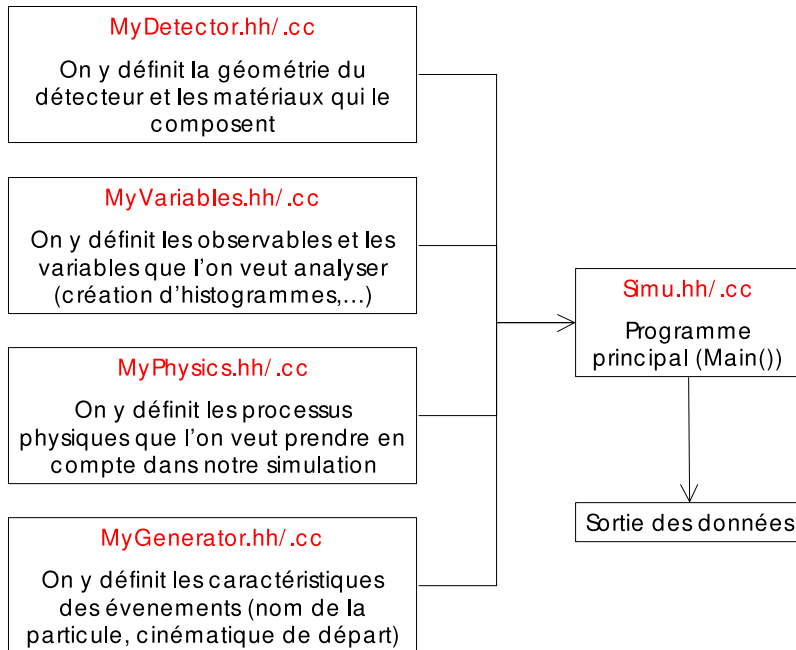 MyDetector.hh/.cc
On y définit la géométrie du
détecteur et les matériaux qui le
composent
MyVariables.hh/.cc
On y définit les observables et les
variables que l'on veut analyser
(création d'histogrammes,...)
MyPhysics.hh/.cc
On y définit les processus
physiques que l'on veut prendre en
compte dans notre simulation
MyGenerator.hh/.cc
On y définit les caractéristiques
des évenements (nom de la
particule, cinématique de départ)
Simu.hh/.cc
Programme
principal (Main())
Sortie des données